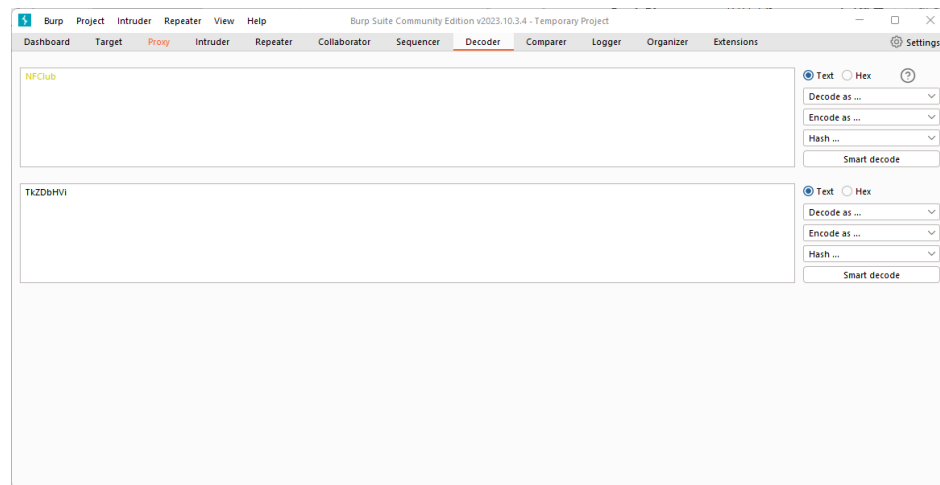 Burp Project Intruder Repeater View Help Burp Suite Community Edition v2023.10.3.4 - Temporary Project
Dashboard Target Proxy Intruder Repeater Collaborator Sequencer Decoder Comparer Logger Organizer Extensions Settings
NFClub
Text Hex ?
Decode as ...
Encode as ...
Hash ...
Smart decode
TkZDbHVi
Text Hex
Decode as ...
Encode as ...
Hash ...
Smart decode